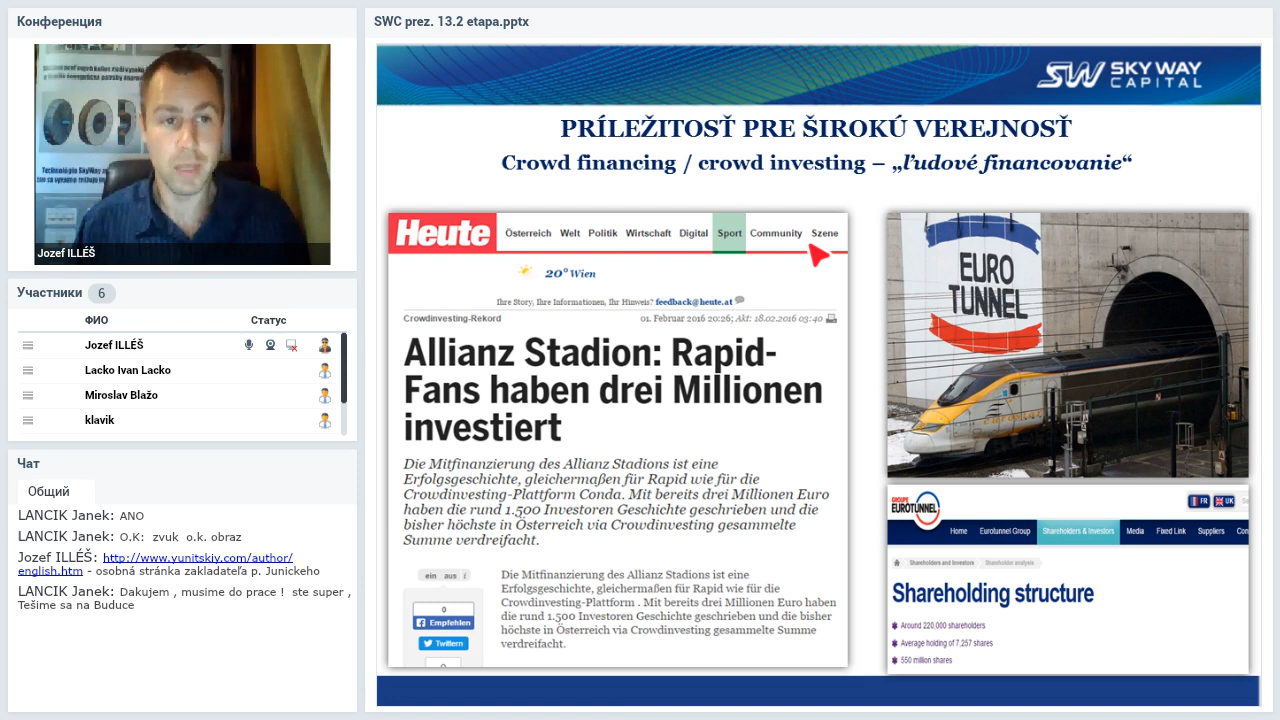 Конференция
Jozef ILLÉŠ
Участники 6
ФИО Статус
Jozef ILLÉŠ
Lacko Ivan Lacko
Miroslav Blažo
klavik
Чат
Общий
LANCIK Janek: ANO
LANCIK Janek: O.K: zvuk o.k. obraz
Jozef ILLÉŠ: http://www.yunitskiy.com/author/
english.htm - osobná stránka zakladateľa p. Junickeho
LANCIK Janek: Dakujem , musime do prace ! ste super ,
Tešime sa na Buduce
SWC prez. 13.2 etapa.pptx
SW SKY WAY
CAPITAL
PRÍLEŽITOSŤ PRE ŠIROKÚ VEREJNOSŤ
Crowd financing / crowd investing – „ľudové financovanie“
Heute
Österreich Welt Politik Wirtschaft Digital Sport Community Szene
20° Wien
Ihre Story, Ihre Informationen, Ihr Hinweis? feedback@heute.at
Crowdinvesting-Rekord 01. Februar 2016 20:26; Akt: 18.02.2016 03:40
Allianz Stadion: Rapid-
Fans haben drei Millionen
investiert
Die Mitfinanzierung des Allianz Stadions ist eine
Erfolgsgeschichte, gleichermaßen für Rapid wie für die
Crowdinvesting-Plattform Conda. Mit bereits drei Millionen Euro
haben die rund 1.500 Investoren Geschichte geschrieben und die
bisher höchste in Österreich via Crowdinvesting gesammelte
Summe verdreifacht.
ein aus
0
Empfehlen
Twittern
0
Die Mitfinanzierung des Allianz Stadions ist eine
Erfolgsgeschichte, gleichermaßen für Rapid wie für die
Crowdinvesting-Plattform . Mit bereits drei Millionen Euro haben
die rund 1.500 Investoren Geschichte geschrieben und die bisher
höchste in Österreich via Crowdinvesting gesammelte Summe
verdreifacht.
EURO
TUNNEL
GROUPE
EUROTUNNEL
FR UK
Home Eurotunnel Group Shareholders & Investors Media Fixed Link Suppliers Con
Shareholders and Investors Shareholder analysis
Shareholding structure
Around 220,000 shareholders
Average holding of 7,257 shares
550 million shares